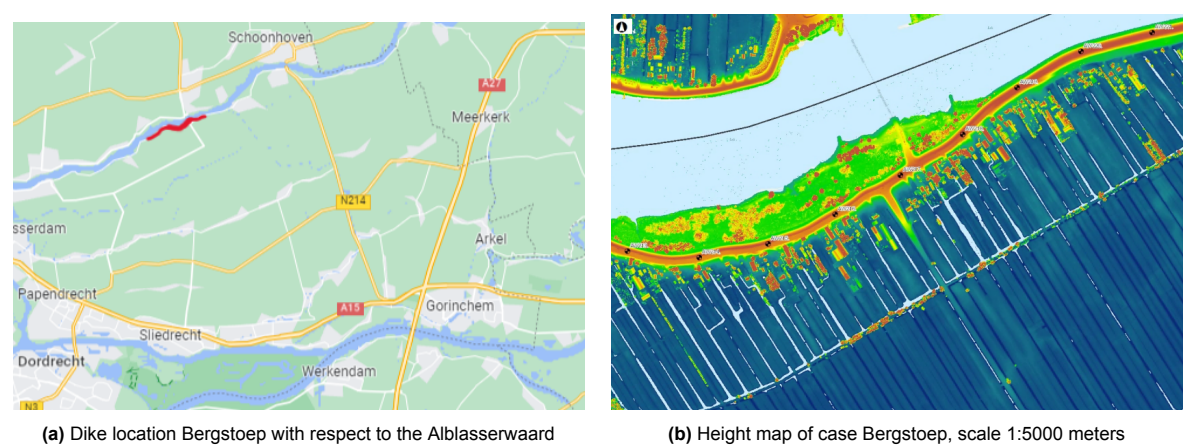 Schoonhoven
A27
Meerkerk
N214
sserdam
Arkel
Papendrecht
A15
Gorinchem
Sliedrecht
Dordrecht
Werkendam
N3
(a) Dike location Bergstoep with respect to the Alblasserwaard
(b) Height map of case Bergstoep, scale 1:5000 meters